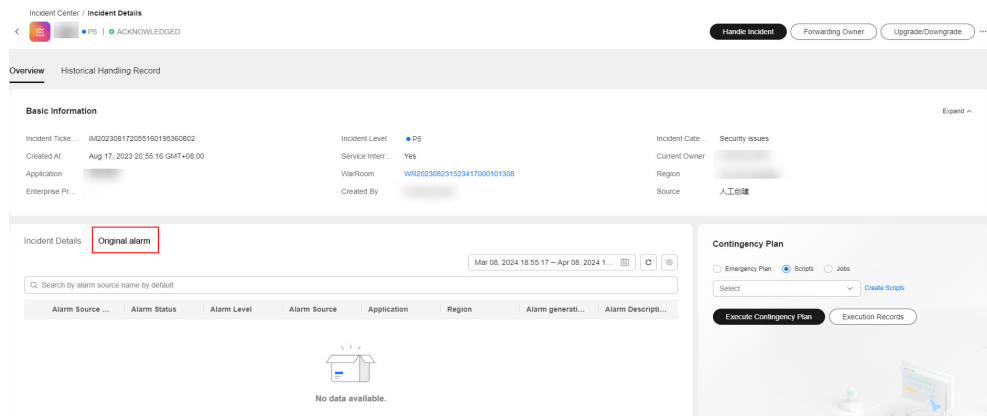 Incident Center / Incident Details
P5 | ACKNOWLEDGED
Handle Incident Forwarding Owner Upgrade/Downgrade ...
Overview Historical Handling Record
Basic Information Expand
Incident Ticke... IM20230817205516019536​0802 Incident Level P5 Incident Cate... Security issues
Created At Aug 17, 2023 20:55:16 GMT+08:00 Service Interr... Yes Current Owner
Application WarRoom WR20230823152341700010​1308 Region
Enterprise Pr... Created By Source 人工创建
Incident Details Original alarm
Mar 08, 2024 16:55:17 – Apr 08, 2024 1...
Search by alarm source name by default
Alarm Source ... Alarm Status Alarm Level Alarm Source Application Region Alarm generati... Alarm Descripti...
No data available.
Contingency Plan
Emergency Plan Scripts Jobs
Select Create Scripts
Execute Contingency Plan Execution Records